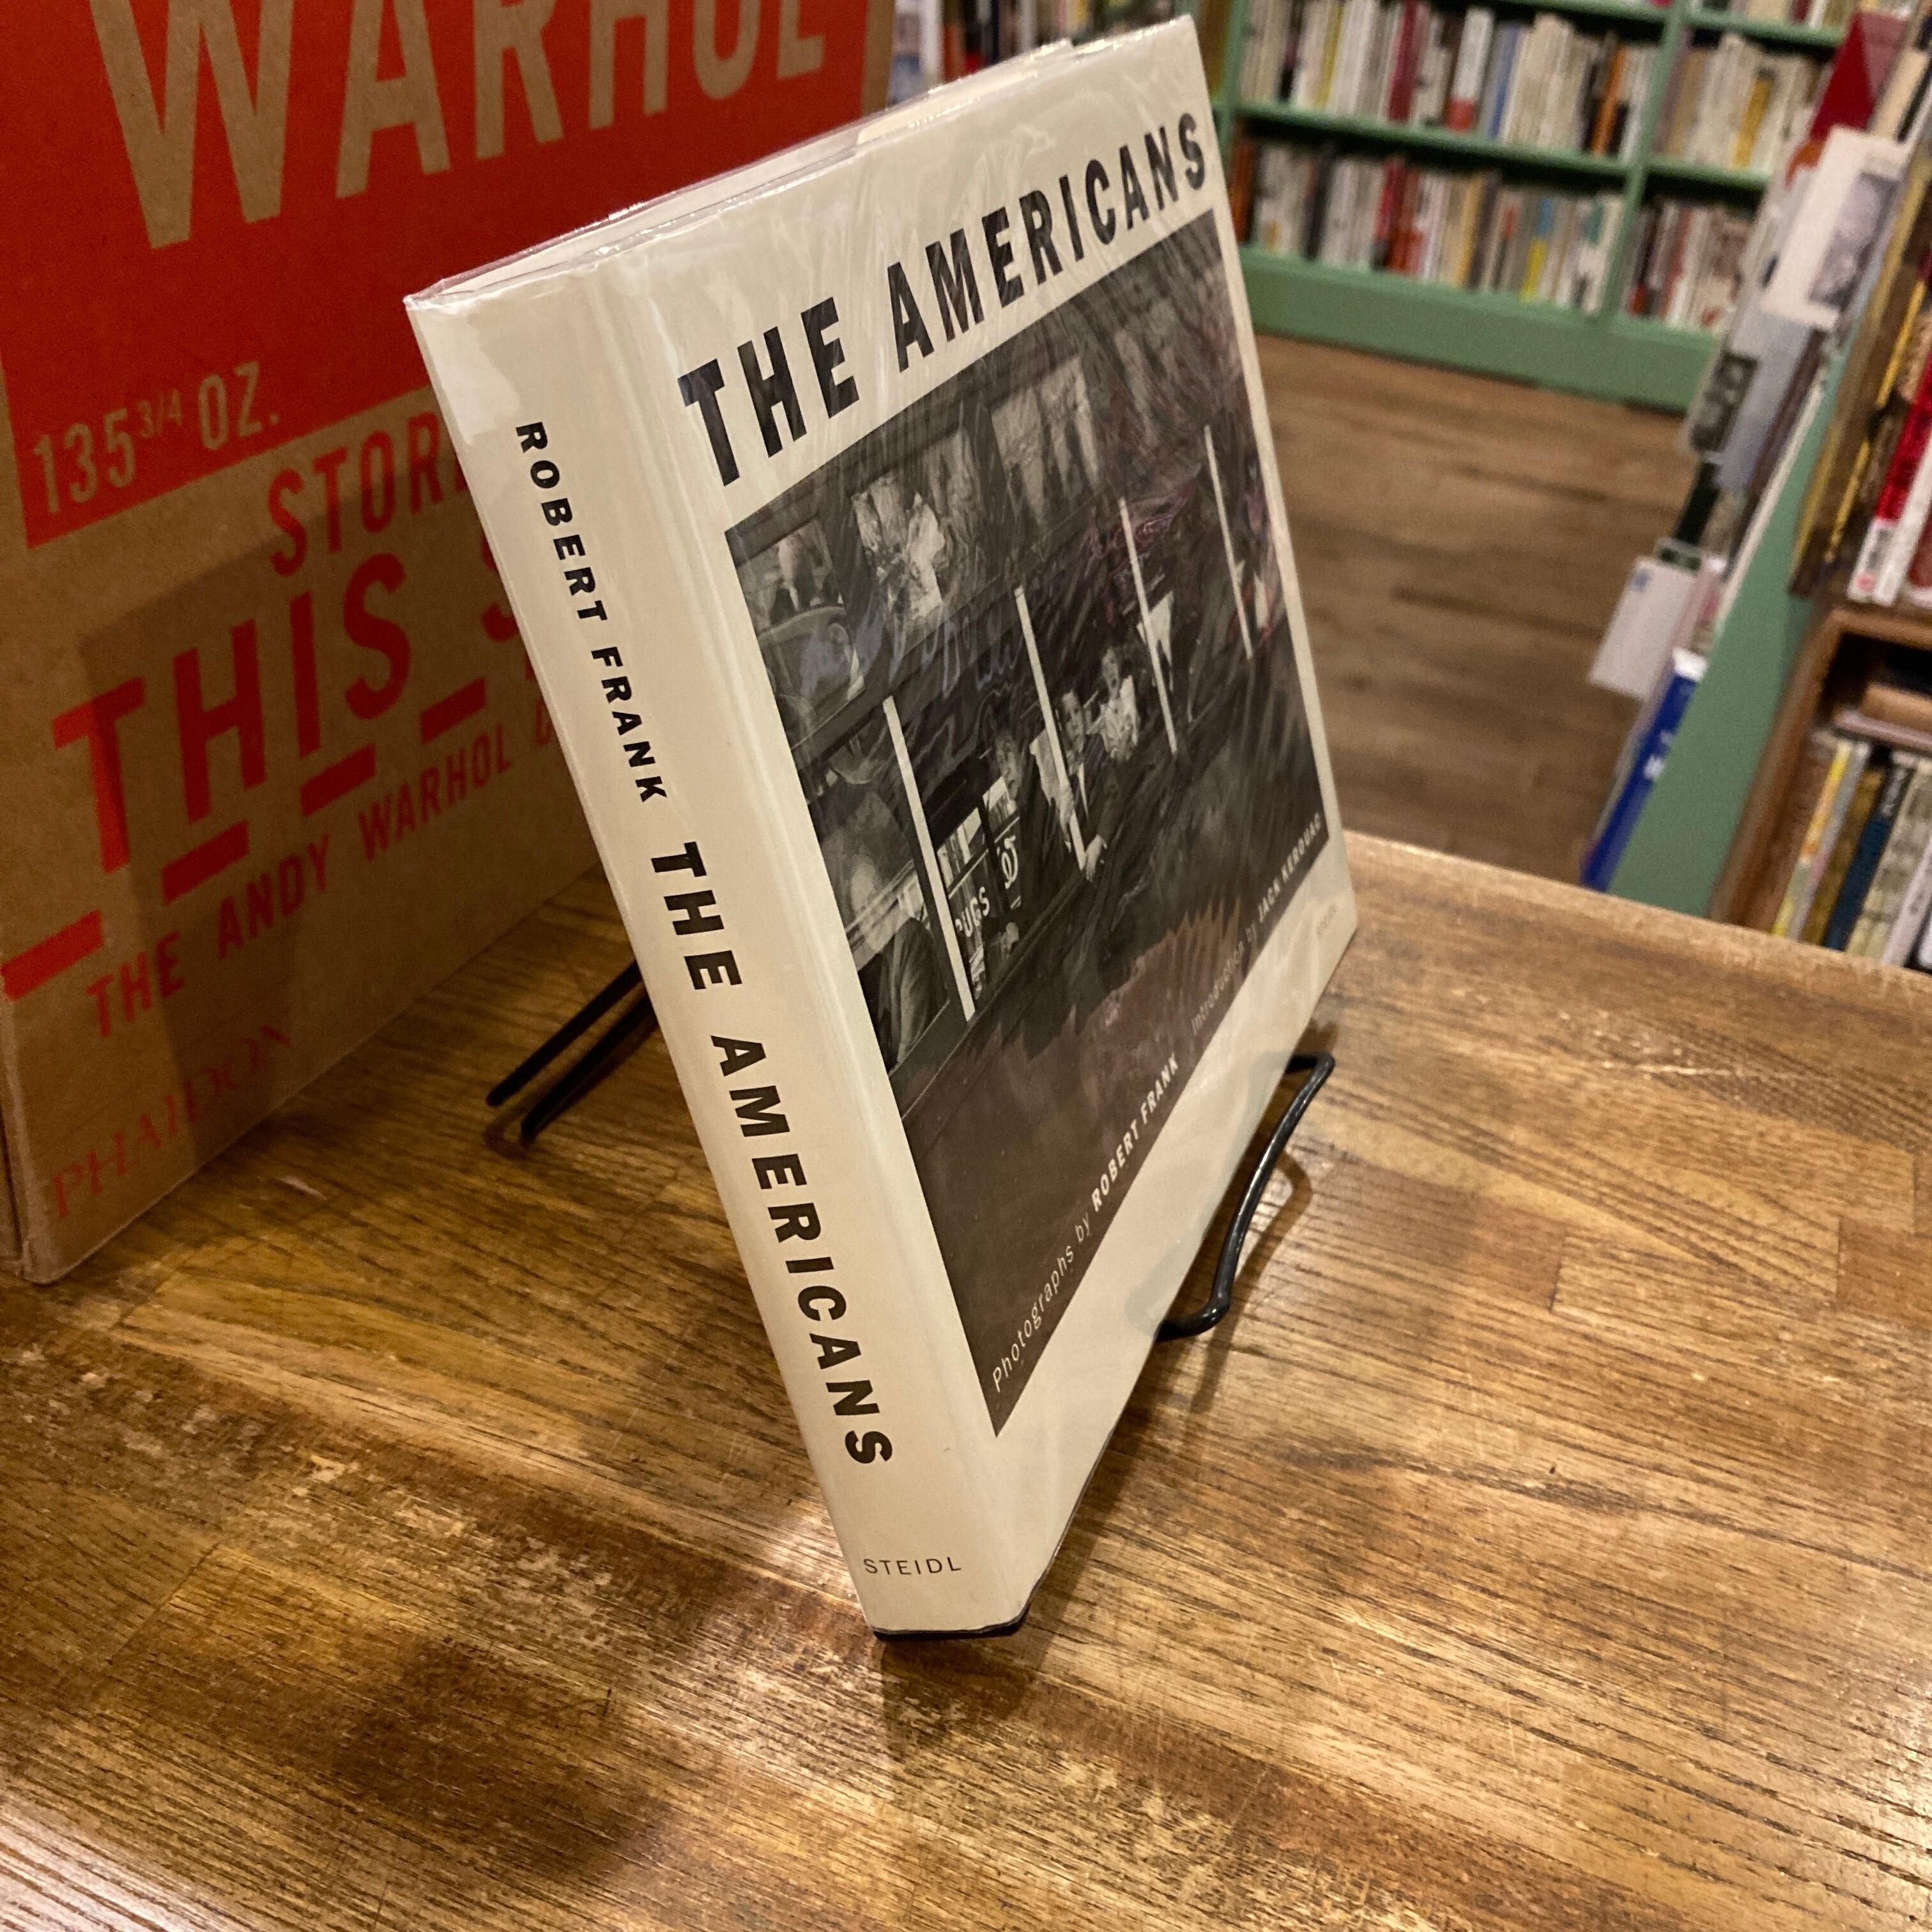 WARHOL
135 3/4 OZ.
THIS
THE ANDY WARHOL
PHAIDON
ROBERT FRANK THE AMERICANS
STEIDL
THE AMERICANS
Photographs by ROBERT FRANK Introduction by JACK KEROUAC